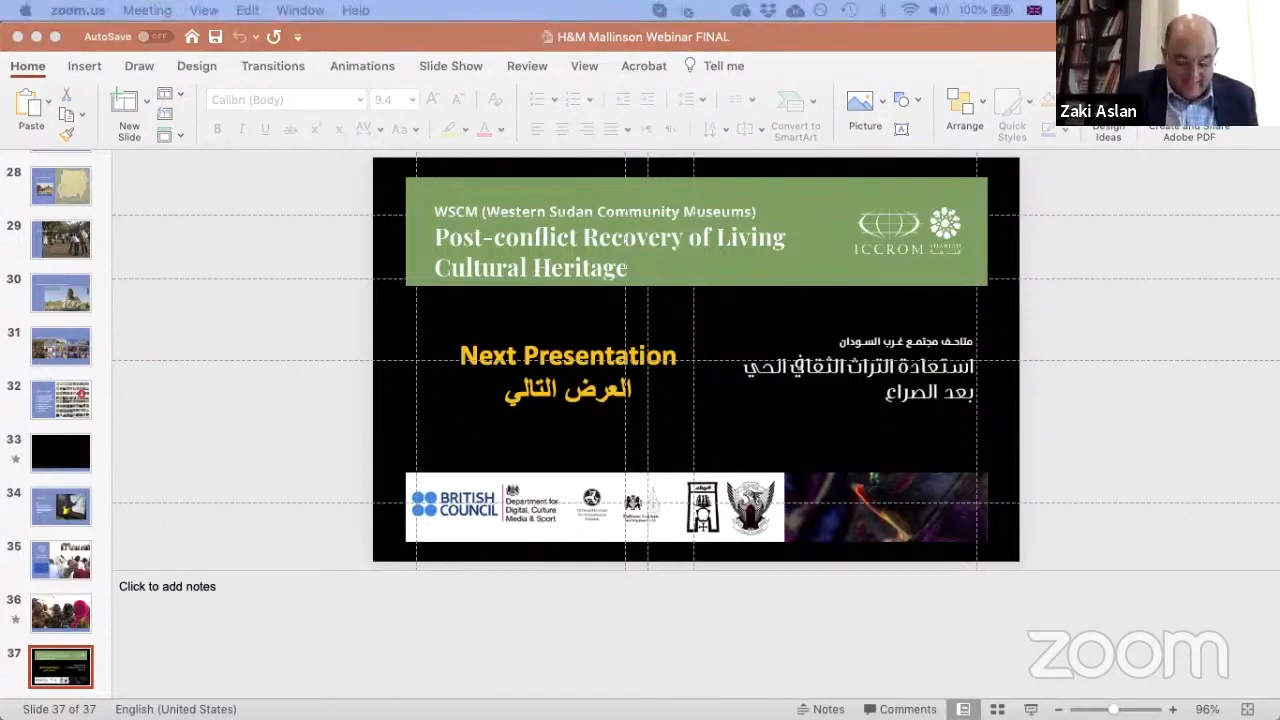 zoom.us Meeting View Edit Window Help
100%
AutoSave OFF
H&M Mallinson Webinar FINAL
Home Insert Draw Design Transitions Animations Slide Show Review View Acrobat Tell me
Paste
New Slide
Calibri (Body) 9.4
Convert to SmartArt
Picture
Arrange
Quick Styles
Design Ideas
Create and Share Adobe PDF
Zaki Aslan
28
29
30
31
32
33
34
35
36
37
WSCM (Western Sudan Community Museums)
Post-conflict Recovery of Living
Cultural Heritage
ICCROM
Next Presentation
العرض التالي
متاحف مجتمع غرب السودان
استعادة التراث الثقافي الحي
بعد الصراع
BRITISH
COUNCIL
Department for
Digital, Culture
Media & Sport
Click to add notes
zoom
Slide 37 of 37 English (United States) Notes Comments 96%